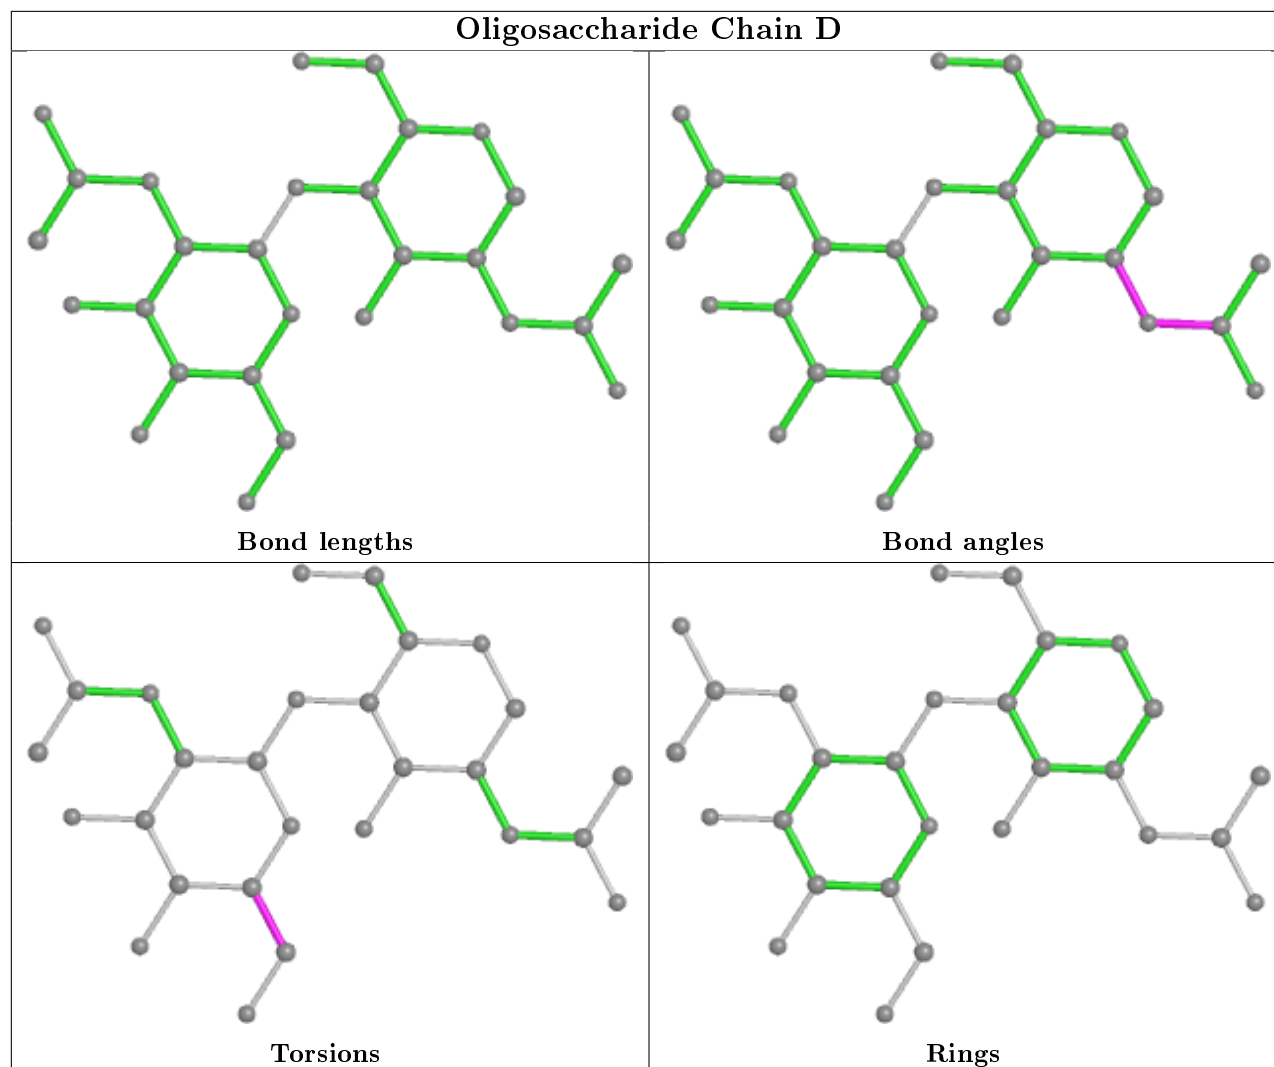 Oligosaccharide Chain D
Bond lengths
Bond angles
Torsions
Rings